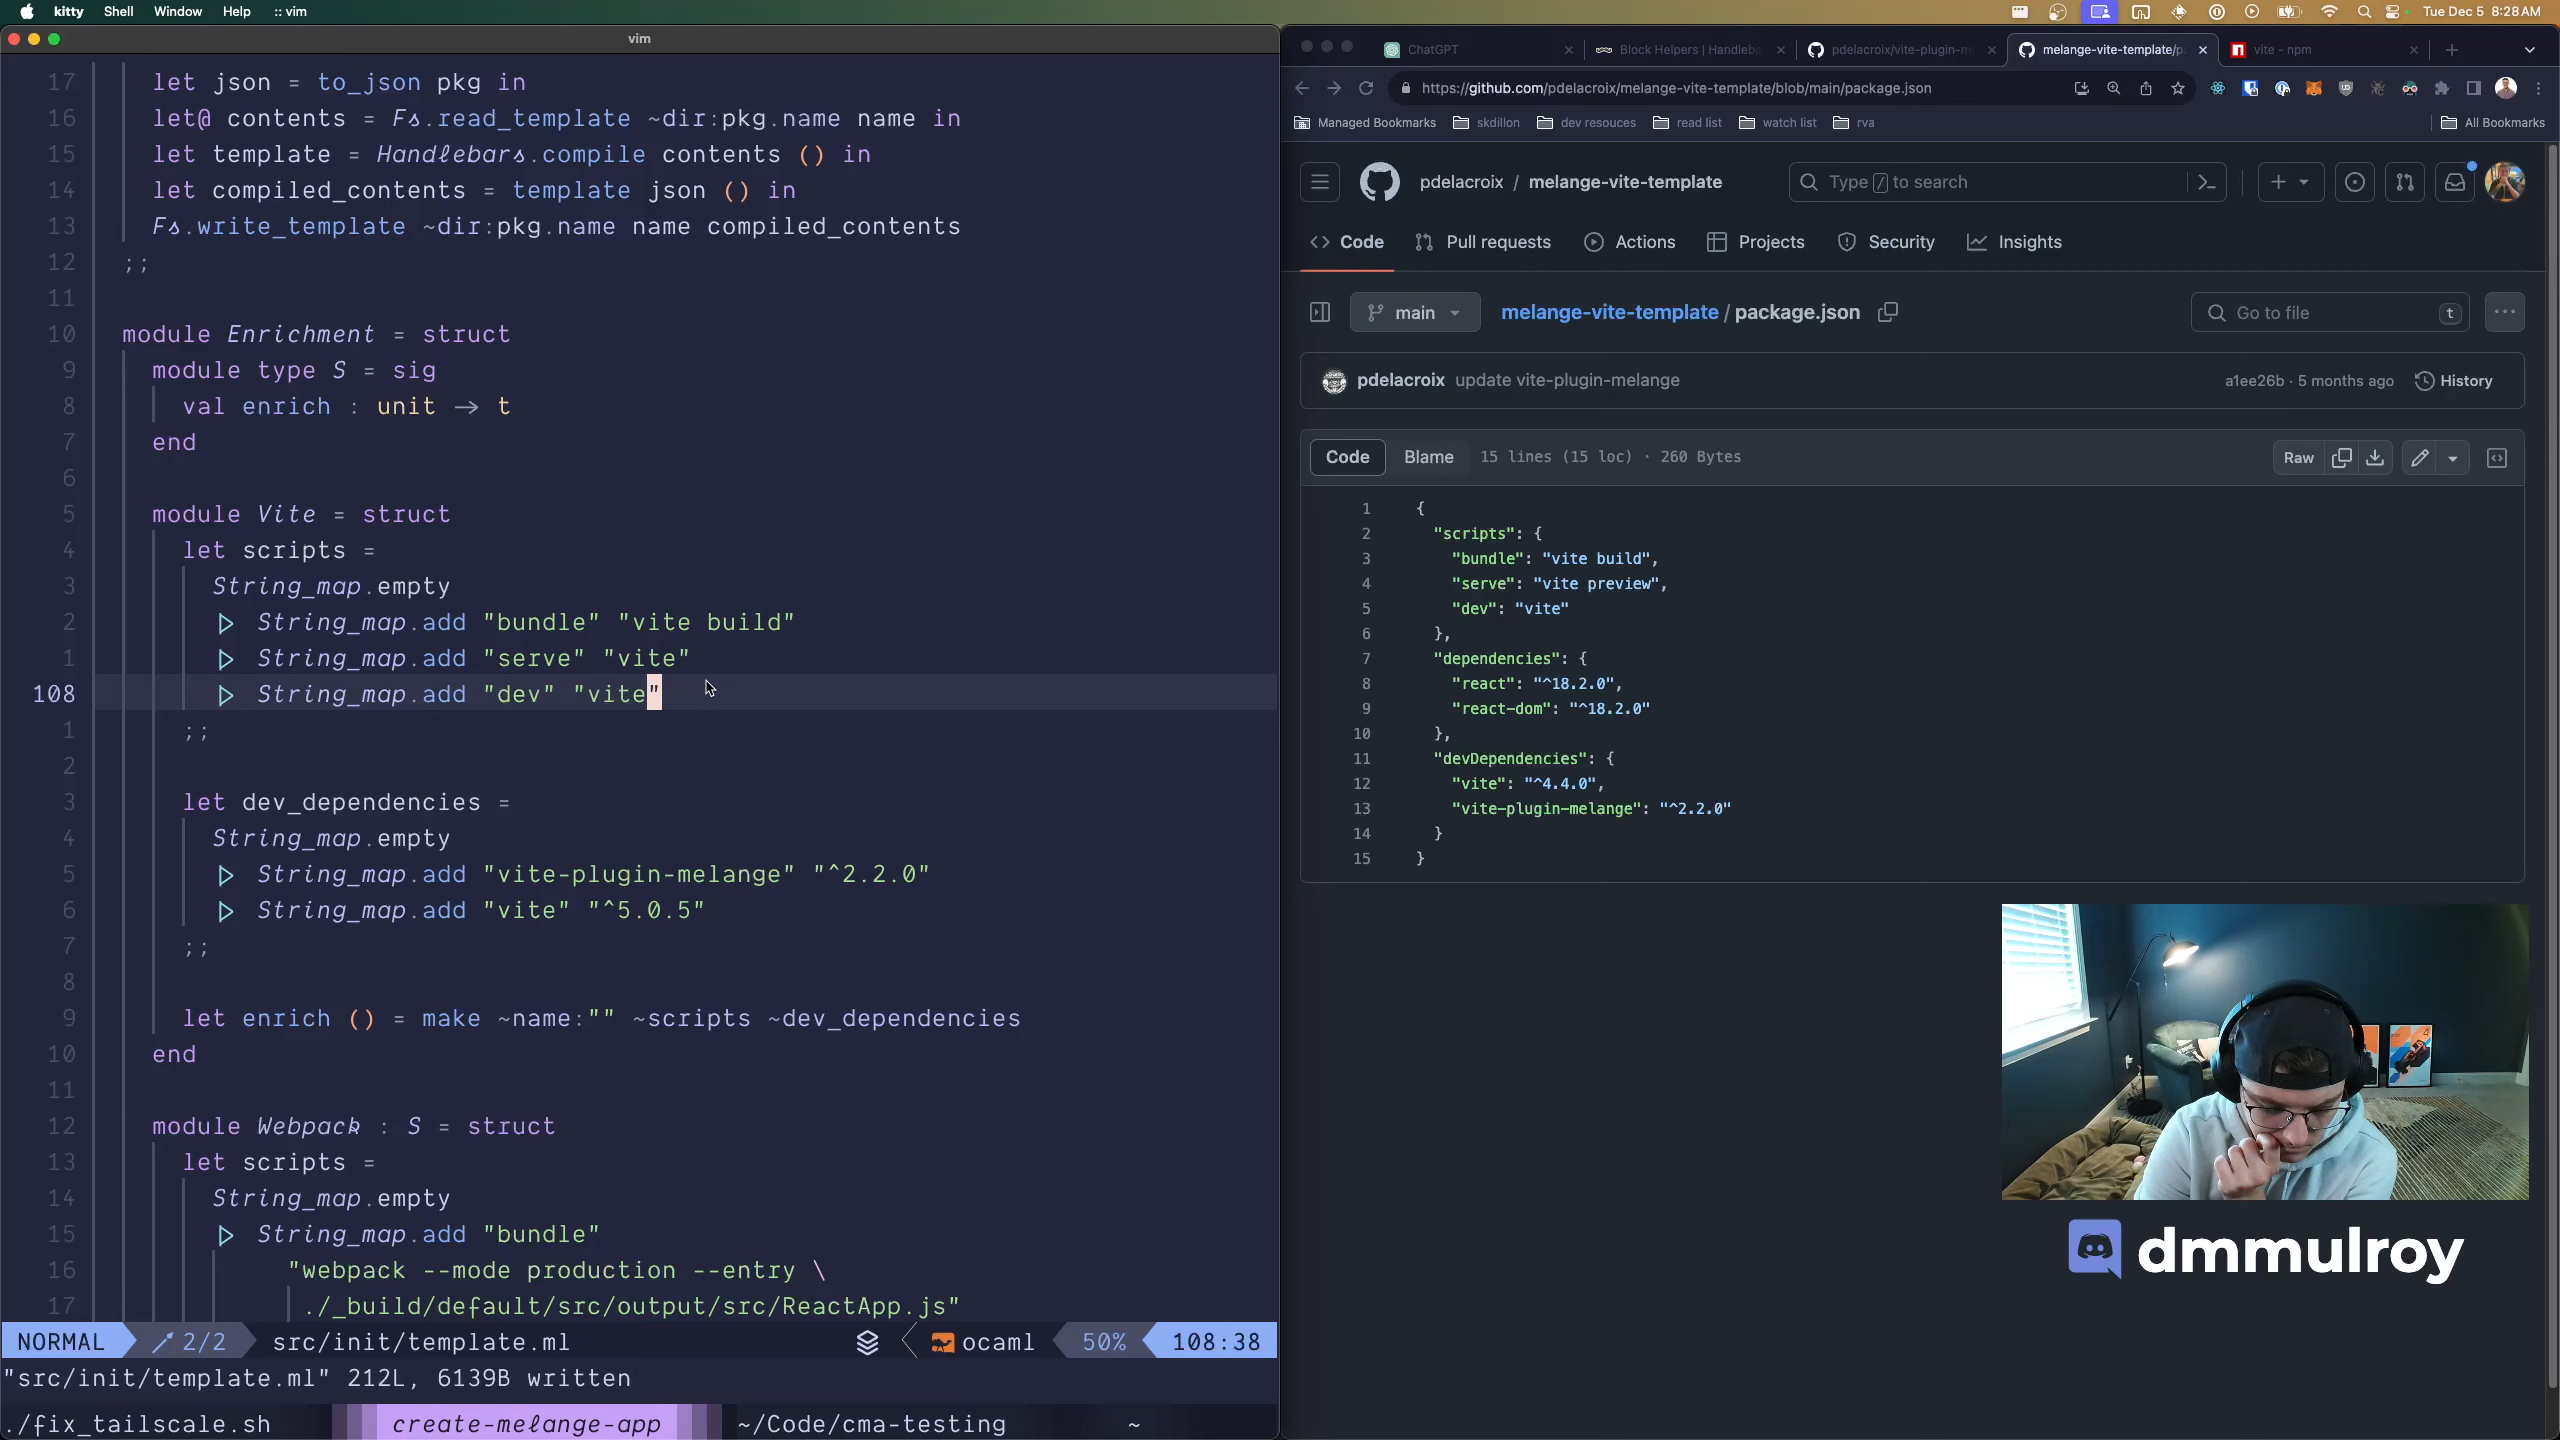 kitty Shell Window Help :: vim
Tue Dec 5 8:28 AM
vim
17 let json = to_json pkg in
16 let@ contents = Fs.read_template ~dir:pkg.name name in
15 let template = Handlebars.compile contents () in
14 let compiled_contents = template json () in
13 Fs.write_template ~dir:pkg.name name compiled_contents
12 ;;
11
10 module Enrichment = struct
9 module type S = sig
8 val enrich : unit → t
7 end
6
5 module Vite = struct
4 let scripts =
3 String_map.empty
2 ▷ String_map.add "bundle" "vite build"
1 ▷ String_map.add "serve" "vite"
108 ▷ String_map.add "dev" "vite"
1 ;;
2
3 let dev_dependencies =
4 String_map.empty
5 ▷ String_map.add "vite-plugin-melange" "^2.2.0"
6 ▷ String_map.add "vite" "^5.0.5"
7 ;;
8
9 let enrich () = make ~name:"" ~scripts ~dev_dependencies
10 end
11
12 module Webpack : S = struct
13 let scripts =
14 String_map.empty
15 ▷ String_map.add "bundle"
16 "webpack --mode production --entry \
17 ./_build/default/src/output/src/ReactApp.js"
NORMAL 2/2 src/init/template.ml ocaml 50% 108:38
"src/init/template.ml" 212L, 6139B written
./fix_tailscale.sh create-melange-app ~/Code/cma-testing ~
ChatGPT Block Helpers | Handleba pdelacroix/vite-plugin-m melange-vite-template/p vite - npm
https://github.com/pdelacroix/melange-vite-template/blob/main/package.json
Managed Bookmarks skdillon dev resouces read list watch list rva All Bookmarks
pdelacroix / melange-vite-template Type / to search
Code Pull requests Actions Projects Security Insights
main melange-vite-template / package.json Go to file t
pdelacroix update vite-plugin-melange a1ee26b · 5 months ago History
Code Blame 15 lines (15 loc) · 260 Bytes Raw
1 {
2 "scripts": {
3 "bundle": "vite build",
4 "serve": "vite preview",
5 "dev": "vite"
6 },
7 "dependencies": {
8 "react": "^18.2.0",
9 "react-dom": "^18.2.0"
10 },
11 "devDependencies": {
12 "vite": "^4.4.0",
13 "vite-plugin-melange": "^2.2.0"
14 }
15 }
dmmulroy